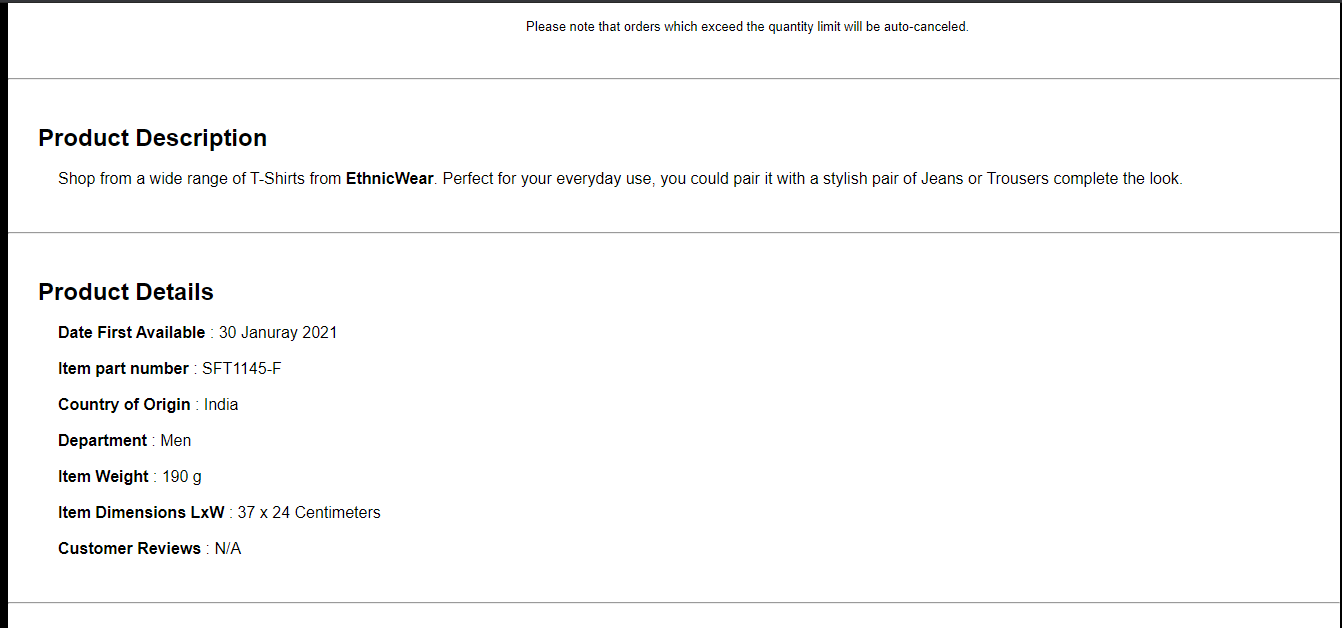 Please note that orders which exceed the quantity limit will be auto-canceled.
Product Description
Shop from a wide range of T-Shirts from EthnicWear. Perfect for your everyday use, you could pair it with a stylish pair of Jeans or Trousers complete the look.
Product Details
Date First Available : 30 Januray 2021
Item part number : SFT1145-F
Country of Origin : India
Department : Men
Item Weight : 190 g
Item Dimensions LxW : 37 x 24 Centimeters
Customer Reviews : N/A